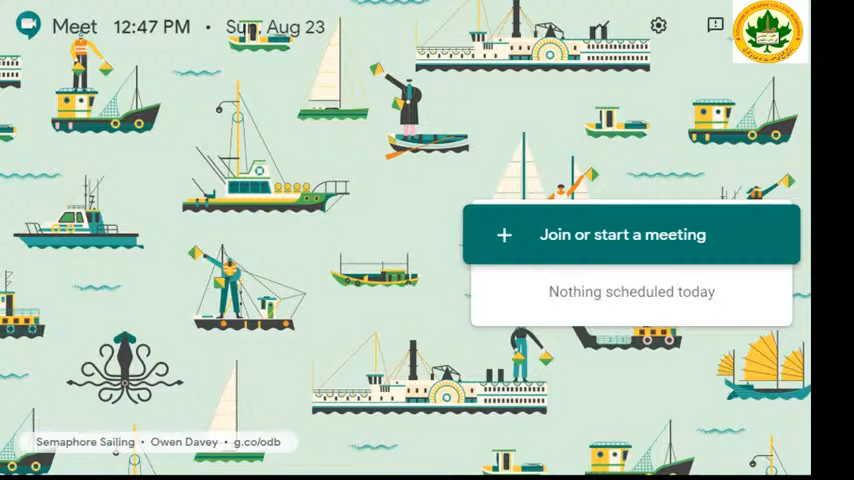 Meet 12:47 PM • Sun, Aug 23
Join or start a meeting
Nothing scheduled today
Semaphore Sailing • Owen Davey • g.co/odb